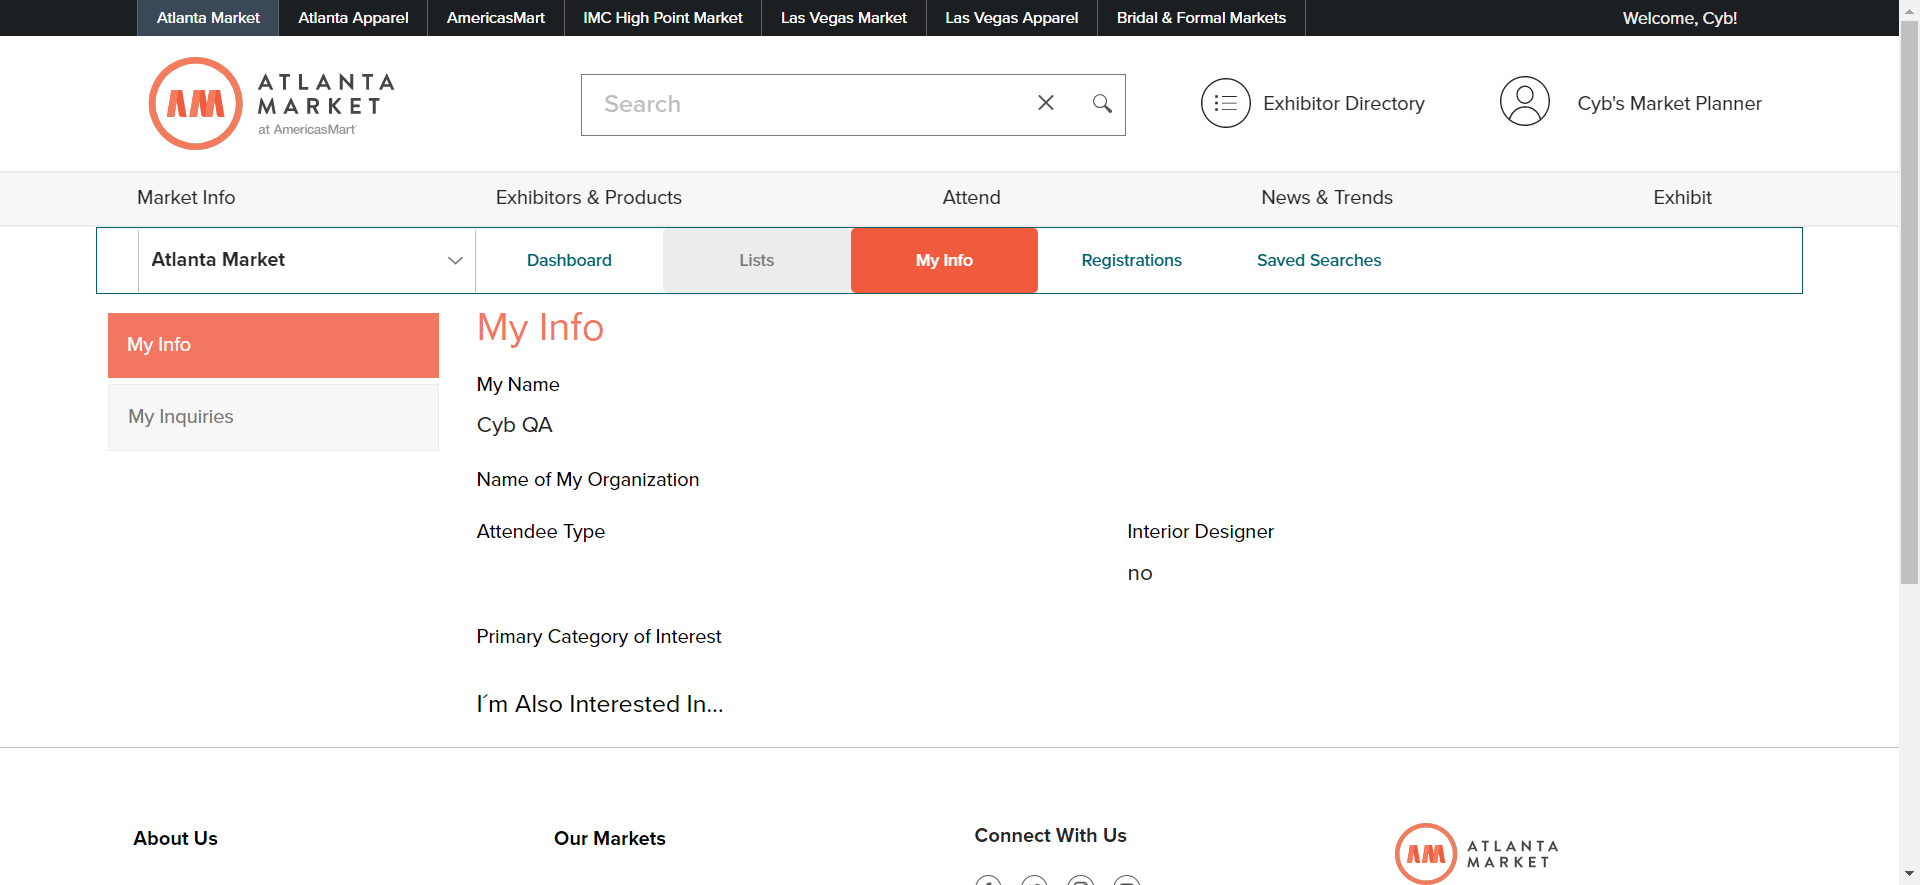 Atlanta Market Atlanta Apparel AmericasMart IMC High Point Market Las Vegas Market Las Vegas Apparel Bridal & Formal Markets Welcome, Cyb!
AM ATLANTA
MARKET
at AmericasMart
Search
Exhibitor Directory
Cyb's Market Planner
Market Info Exhibitors & Products Attend News & Trends Exhibit
Atlanta Market Dashboard Lists My Info Registrations Saved Searches
My Info
My Inquiries
My Info
My Name
Cyb QA
Name of My Organization
Attendee Type Interior Designer
no
Primary Category of Interest
I´m Also Interested In...
About Us Our Markets Connect With Us
AM ATLANTA
MARKET